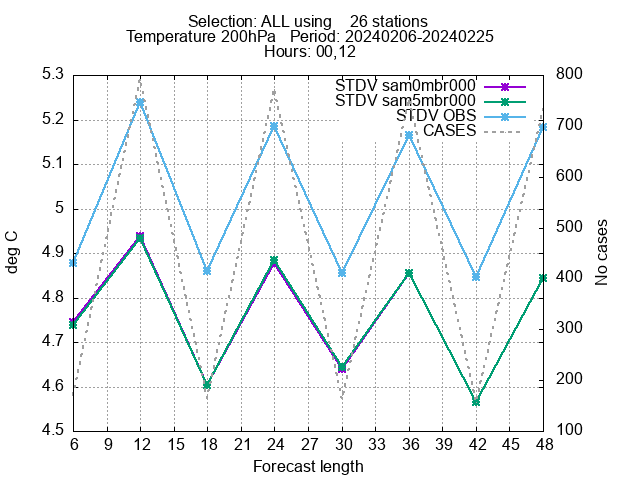 Selection: ALL using 26 stations
Temperature 200hPa Period: 20240206-20240225
Hours: 00,12
STDV sam0mbr000
STDV sam5mbr000
STDV OBS
CASES
deg C
5.3
5.2
5.1
5
4.9
4.8
4.7
4.6
4.5
800
700
600
500
400
300
200
100
No cases
6 9 12 15 18 21 24 27 30 33 36 39 42 45 48
Forecast length